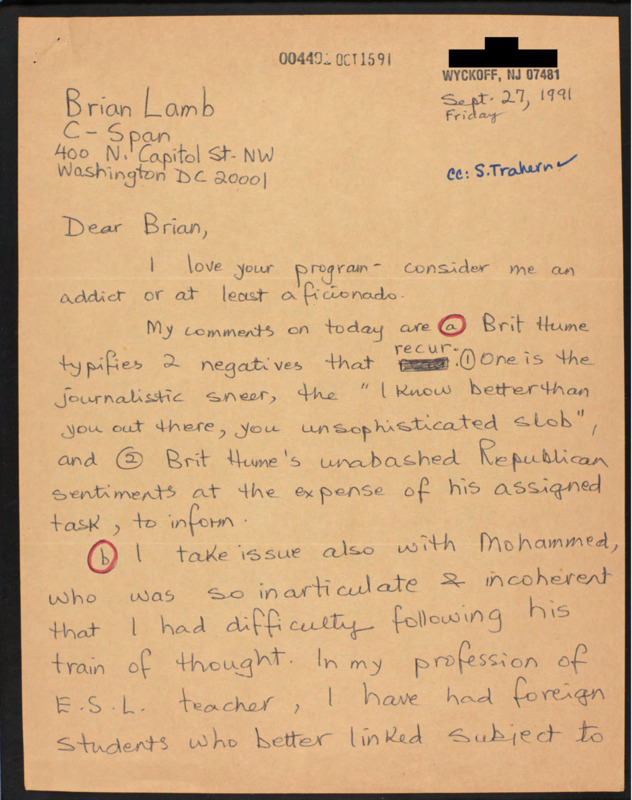 004492 OCT1591
WYCKOFF, NJ 07481
Sept. 27, 1991
Friday
Brian Lamb
C-Span
400 N. Capitol St. NW
Washington DC 20001
cc: S. Trahern✓
Dear Brian,
I love your program- consider me an
addict or at least aficionado.
My comments on today are (a) Brit Hume
typifies 2 negatives that recur. (1) One is the
journalistic sneer, the "I know better than
you out there, you unsophisticated slob",
and (2) Brit Hume's unabashed Republican
sentiments at the expense of his assigned
task, to inform.
(b) I take issue also with Mohammed,
who was so inarticulate & incoherent
that I had difficulty following his
train of thought. In my profession of
E.S.L. teacher, I have had foreign
students who better linked subject to